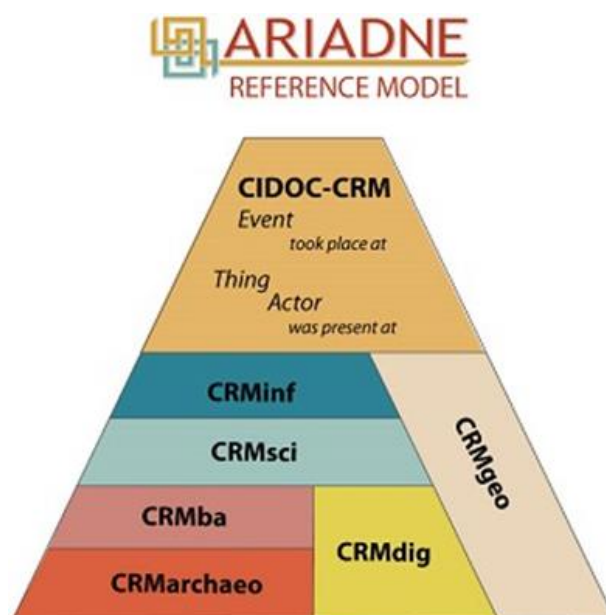 ARIADNE
REFERENCE MODEL
CIDOC-CRM
Event
took place at
Thing
Actor
was present at
CRMinf
CRMsci
CRMgeo
CRMba
CRMdig
CRMarchaeo